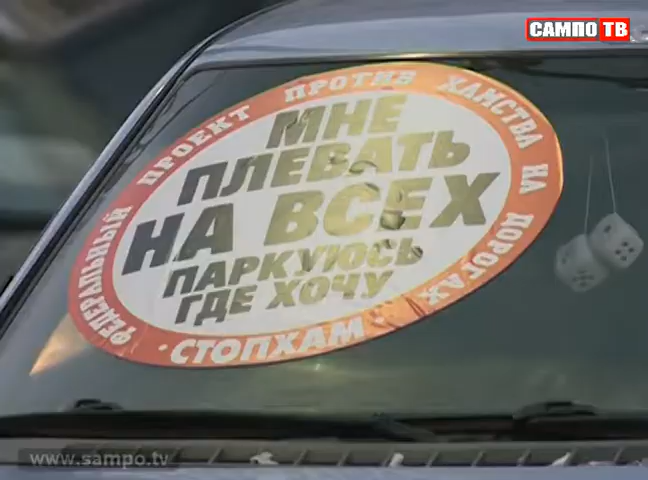 САМПО ТВ
ФЕДЕРАЛЬНЫЙ ПРОЕКТ ПРОТИВ ХАМСТВА НА ДОРОГАХ
МНЕ
ПЛЕВАТЬ
НА ВСЕХ
ПАРКУЮСЬ
ГДЕ ХОЧУ
· СТОПХАМ
www.sampo.tv